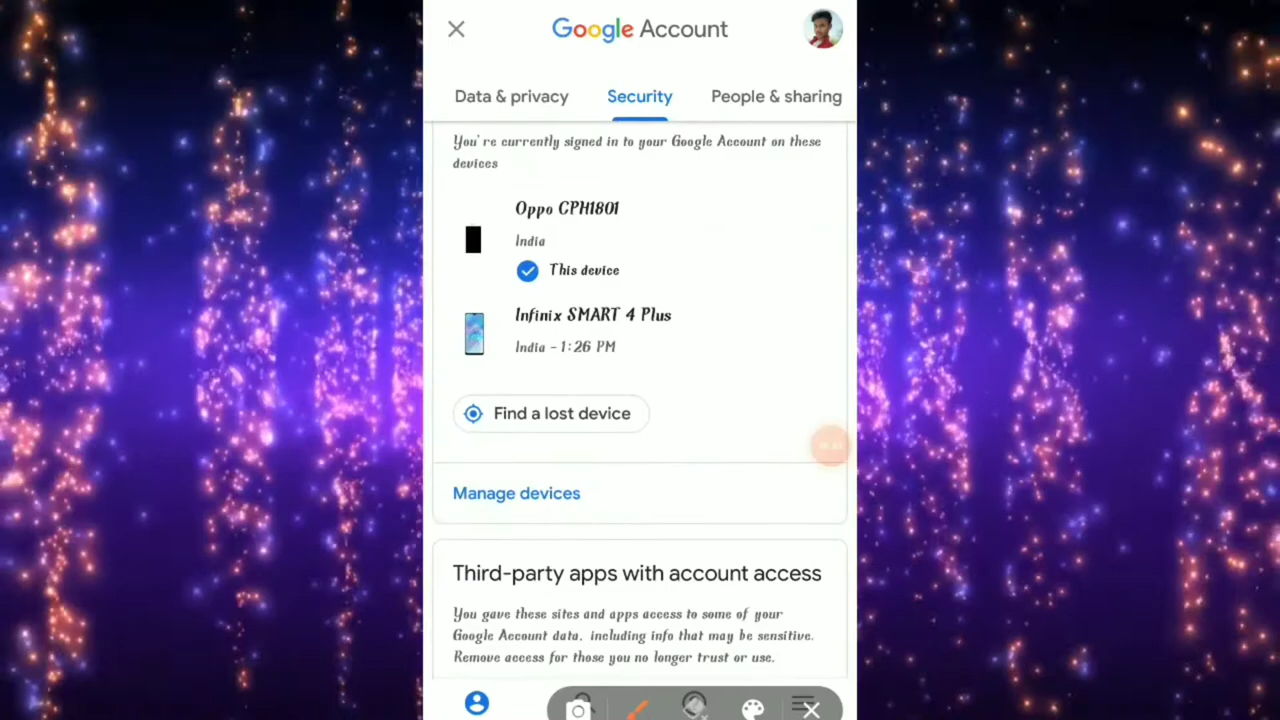 Google Account
Data & privacy
Security
People & sharing
You're currently signed in to your Google Account on these
devices
Oppo CPH1801
India
This device
Infinix SMART 4 Plus
India - 1:26 PM
Find a lost device
Manage devices
Third-party apps with account access
You gave these sites and apps access to some of your
Google Account data, including info that may be sensitive.
Remove access for those you no longer trust or use.